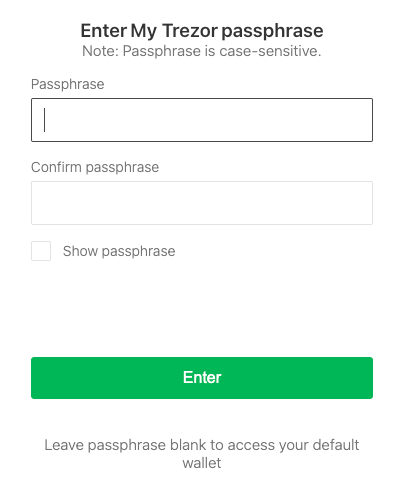 Enter My Trezor passphrase
Note: Passphrase is case-sensitive.
Passphrase
Confirm passphrase
Show passphrase
Enter
Leave passphrase blank to access your default
wallet